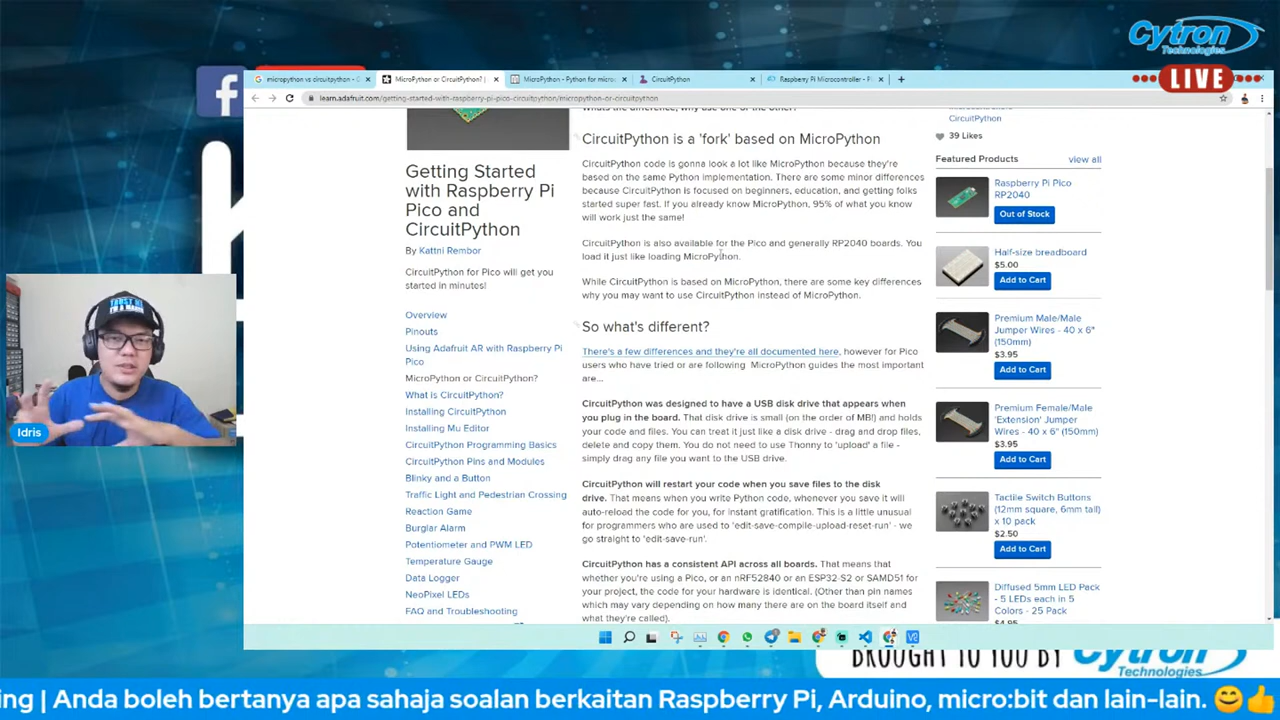 Cytron
Technologies
LIVE
micropython vs circuitpython -
MicroPython or CircuitPython? |
MicroPython - Python for micro
CircuitPython
Raspberry Pi Microcontroller -
learn.adafruit.com/getting-started-with-raspberry-pi-pico-circuitpython/micropython-or-circuitpython
Getting Started
with Raspberry Pi
Pico and
CircuitPython
By Kattni Rembor
CircuitPython for Pico will get you
started in minutes!
Overview
Pinouts
Using Adafruit AR with Raspberry Pi
Pico
MicroPython or CircuitPython?
What is CircuitPython?
Installing CircuitPython
Installing Mu Editor
CircuitPython Programming Basics
CircuitPython Pins and Modules
Blinky and a Button
Traffic Light and Pedestrian Crossing
Reaction Game
Burglar Alarm
Potentiometer and PWM LED
Temperature Gauge
Data Logger
NeoPixel LEDs
FAQ and Troubleshooting
CircuitPython is a 'fork' based on MicroPython
CircuitPython code is gonna look a lot like MicroPython because they're
based on the same Python implementation. There are some minor differences
because CircuitPython is focused on beginners, education, and getting folks
started super fast. If you already know MicroPython, 95% of what you know
will work just the same!
CircuitPython is also available for the Pico and generally RP2040 boards. You
load it just like loading MicroPython.
While CircuitPython is based on MicroPython, there are some key differences
why you may want to use CircuitPython instead of MicroPython.
So what's different?
There's a few differences and they're all documented here, however for Pico
users who have tried or are following MicroPython guides the most important
are...
CircuitPython was designed to have a USB disk drive that appears when
you plug in the board. That disk drive is small (on the order of MB!) and holds
your code and files. You can treat it just like a disk drive - drag and drop files,
delete and copy them. You do not need to use Thonny to 'upload' a file -
simply drag any file you want to the USB drive.
CircuitPython will restart your code when you save files to the disk
drive. That means when you write Python code, whenever you save it will
auto-reload the code for you, for instant gratification. This is a little
unusual for programmers who are used to 'edit-save-compile-upload-reset-run' - we
go straight to 'edit-save-run'.
CircuitPython has a consistent API across all boards. That means that
whether you're using a Pico, or an nRF52840 or an ESP32-S2 or SAMD51 for
your project, the code for your hardware is identical. (Other than pin names
which may vary depending on how many there are on the board itself and
what they're called).
CircuitPython
39 Likes
Featured Products view all
Raspberry Pi Pico
RP2040
Out of Stock
Half-size breadboard
$5.00
Add to Cart
Premium Male/Male
Jumper Wires - 40 x 6"
(150mm)
$3.95
Add to Cart
Premium Female/Male
'Extension' Jumper
Wires - 40 x 6" (150mm)
$3.95
Add to Cart
Tactile Switch Buttons
(12mm square, 6mm tall)
x 10 pack
$2.50
Add to Cart
Diffused 5mm LED Pack
- 5 LEDs each in 5
Colors - 25 Pack
Idris
BROUGHT TO YOU BY Cytron
Technologies
ing | Anda boleh bertanya apa sahaja soalan berkaitan Raspberry Pi, Arduino, micro:bit dan lain-lain. 😊👍